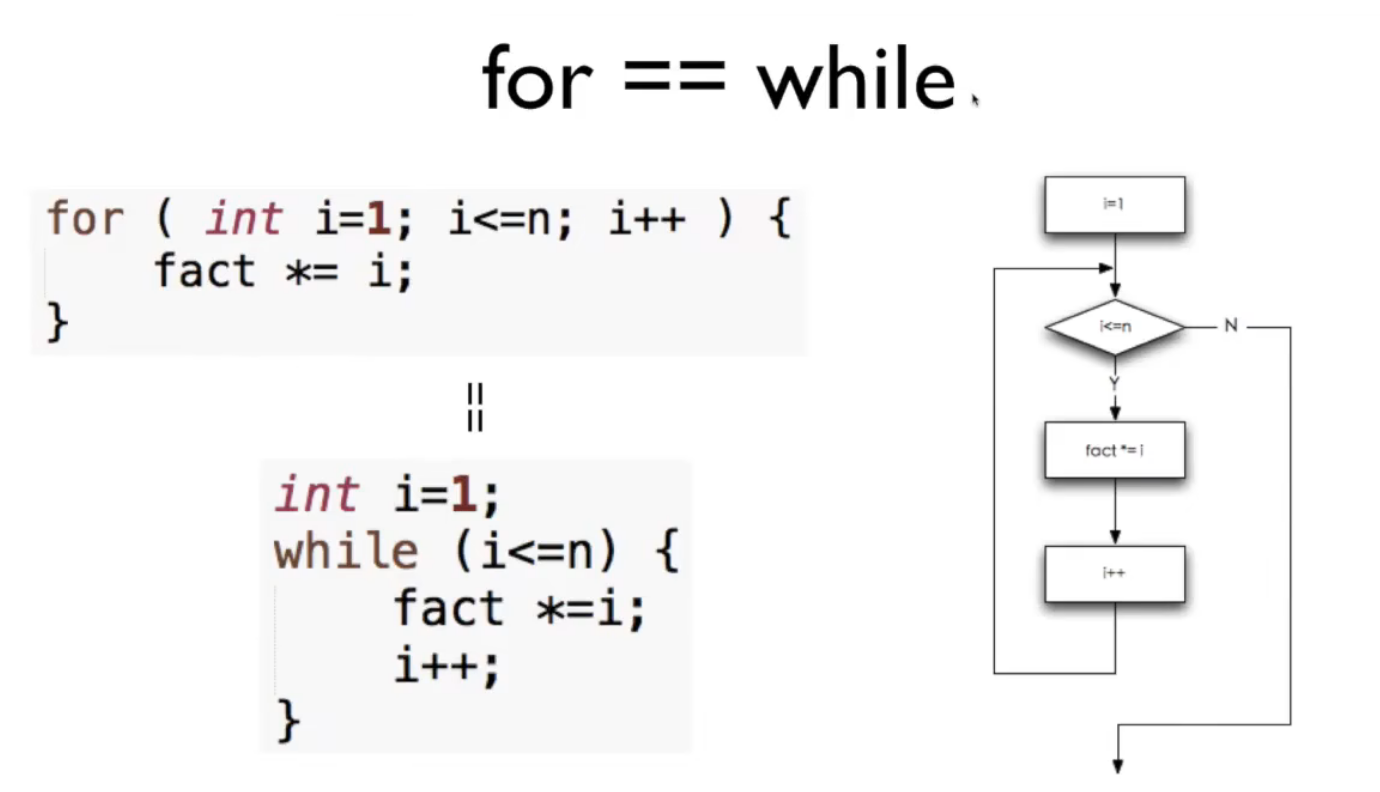 for == while
for ( int i=1; i<=n; i++ ) {
    fact *= i;
}
==
int i=1;
while (i<=n) {
    fact *=i;
    i++;
}
i=1
i<=n
N
Y
fact *= i
i++